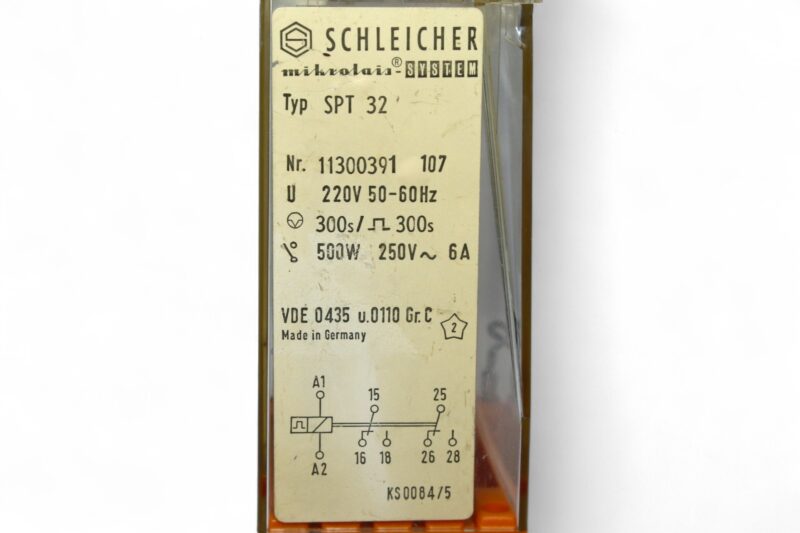 SCHLEICHER
mikrolais®-SYSTEM
Typ SPT 32
Nr. 11300391 107
U 220V 50-60Hz
300s/ 300s
500W 250V~ 6A
VDE 0435 u.0110 Gr.C
2
Made in Germany
A1
15 25
16 18 26 28
A2
KS0084/5